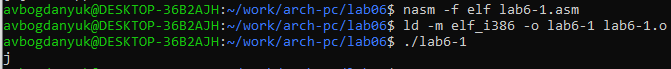 avbogdanyuk@DESKTOP-36B2AJH:~/work/arch-pc/lab06$ nasm -f elf lab6-1.asm
avbogdanyuk@DESKTOP-36B2AJH:~/work/arch-pc/lab06$ ld -m elf_i386 -o lab6-1 lab6-1.o
avbogdanyuk@DESKTOP-36B2AJH:~/work/arch-pc/lab06$ ./lab6-1
j